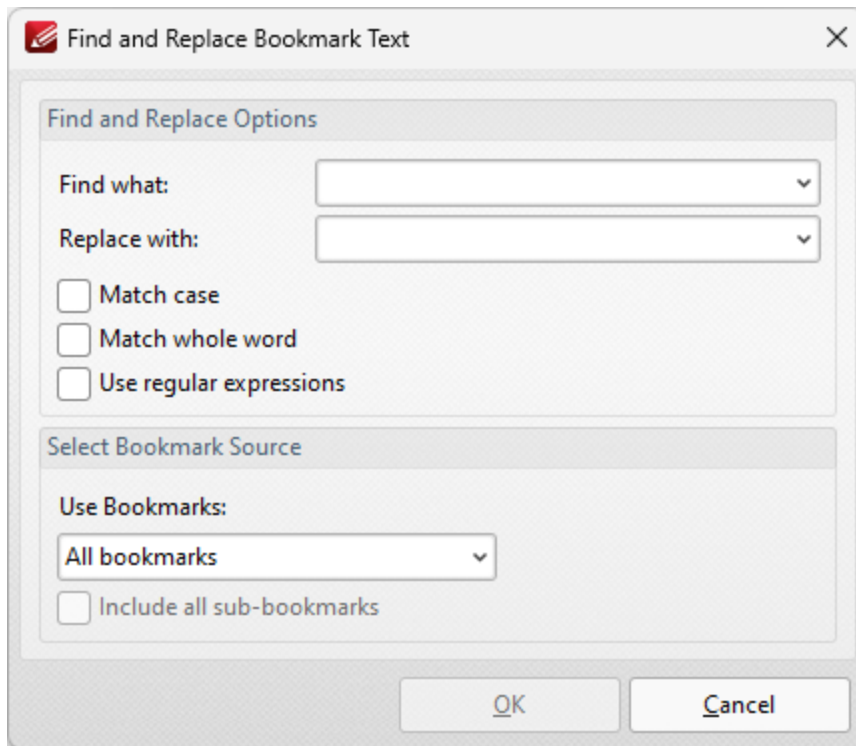 Find and Replace Bookmark Text
Find and Replace Options
Find what:
Replace with:
Match case
Match whole word
Use regular expressions
Select Bookmark Source
Use Bookmarks:
All bookmarks
Include all sub-bookmarks
OK Cancel